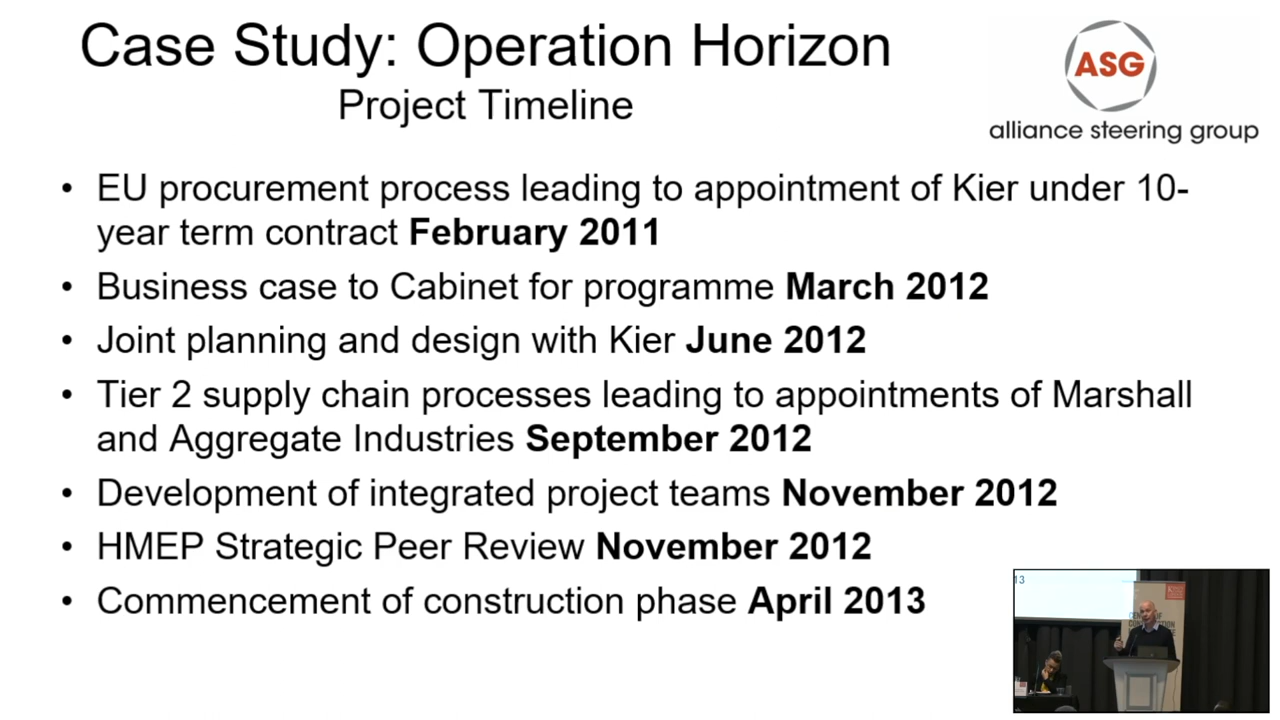 Case Study: Operation Horizon
Project Timeline
ASG
alliance steering group
• EU procurement process leading to appointment of Kier under 10-
year term contract February 2011
• Business case to Cabinet for programme March 2012
• Joint planning and design with Kier June 2012
• Tier 2 supply chain processes leading to appointments of Marshall
and Aggregate Industries September 2012
• Development of integrated project teams November 2012
• HMEP Strategic Peer Review November 2012
• Commencement of construction phase April 2013
13